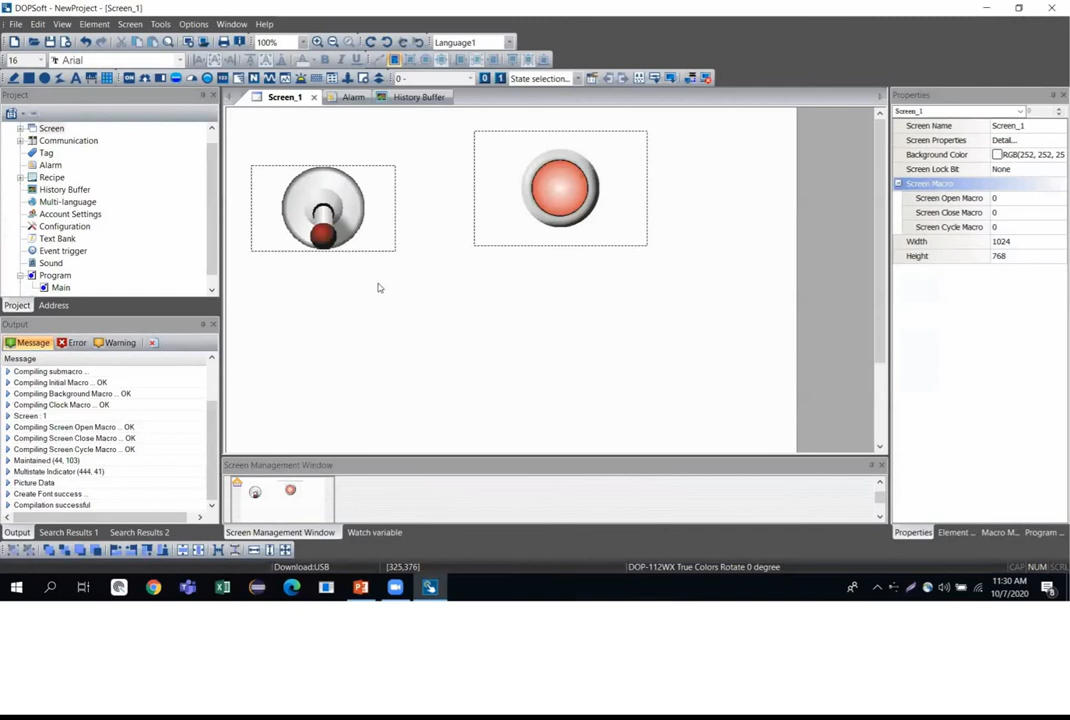 DOPSoft - NewProject - [Screen_1]
File Edit View Element Screen Tools Options Window Help
100% Language1
16 Arial
0 - State selection...
Project
Screen_1 Alarm History Buffer
Properties
Screen
Communication
Tag
Alarm
Recipe
History Buffer
Multi-language
Account Settings
Configuration
Text Bank
Event trigger
Sound
Program
Main
Project Address
Output
Message Error Warning
Message
Compiling submacro ...
Compiling Initial Macro ... OK
Compiling Background Macro ... OK
Compiling Clock Macro ... OK
Screen : 1
Compiling Screen Open Macro ... OK
Compiling Screen Close Macro ... OK
Compiling Screen Cycle Macro ... OK
Maintained (44, 103)
Multistate Indicator (444, 41)
Picture Data
Create Font success ...
Compilation successful
Output Search Results 1 Search Results 2
Screen Management Window
Screen Management Window Watch variable
Screen_1
Screen Name Screen_1
Screen Properties Detail...
Background Color RGB(252, 252, 25
Screen Lock Bit None
Screen Macro
Screen Open Macro 0
Screen Close Macro 0
Screen Cycle Macro 0
Width 1024
Height 768
Properties Element ... Macro M... Program ...
Download:USB [325,376] DOP-112WX True Colors Rotate 0 degree CAP NUM SCRL
11:30 AM
10/7/2020